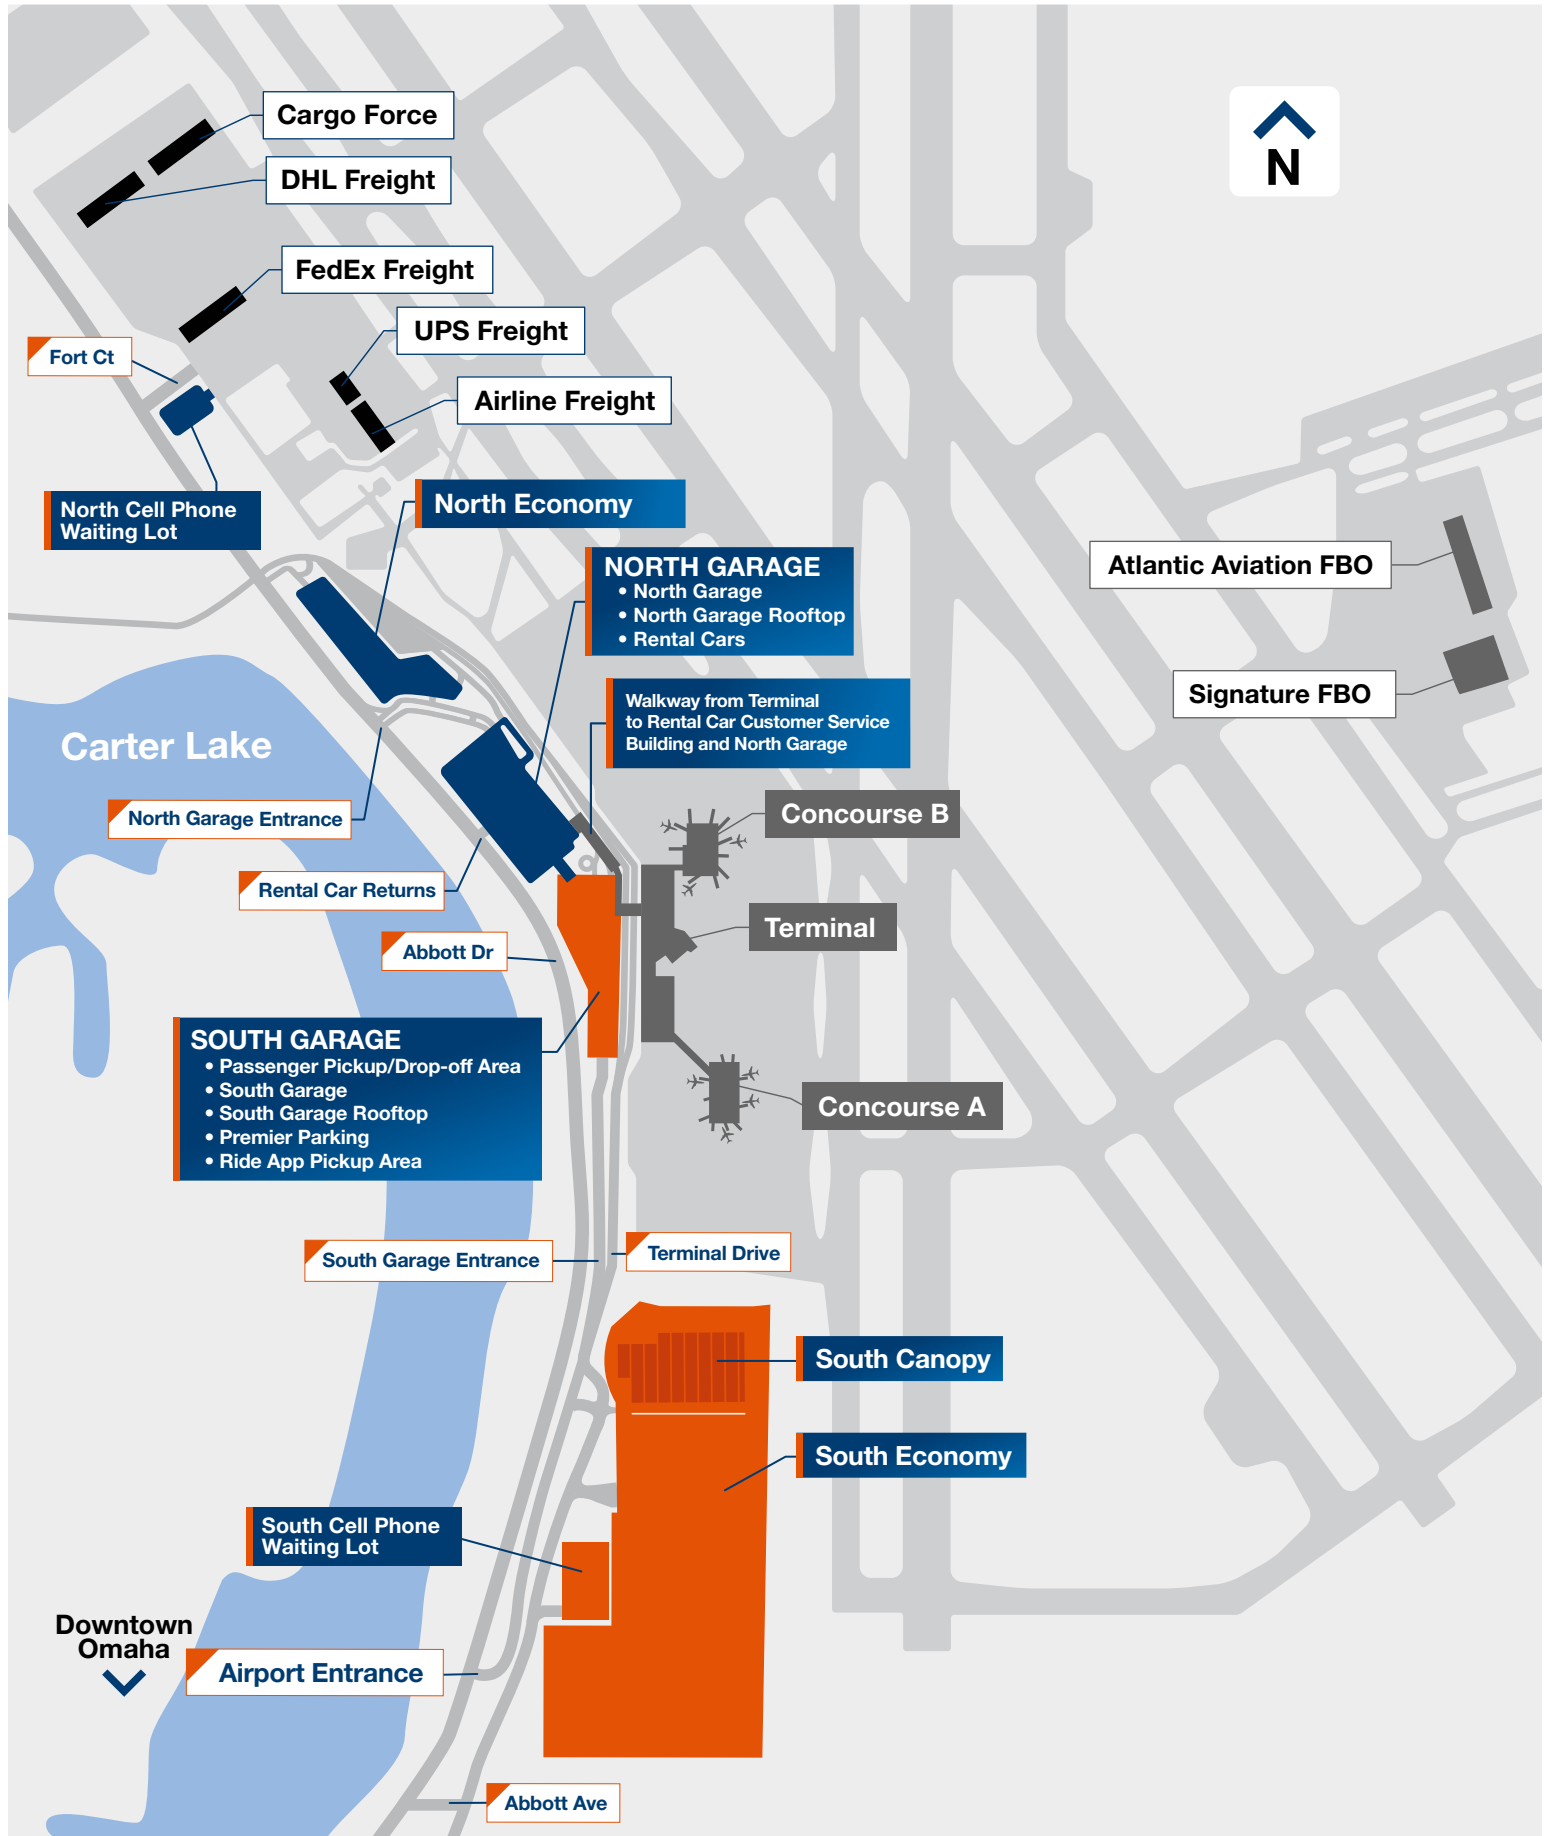 Cargo Force
N
DHL Freight
FedEx Freight
UPS Freight
Fort Ct
Airline Freight
North Economy
North Cell Phone
Waiting Lot
NORTH GARAGE
• North Garage
• North Garage Rooftop
• Rental Cars
Atlantic Aviation FBO
Signature FBO
Walkway from Terminal
to Rental Car Customer Service
Building and North Garage
Carter Lake
North Garage Entrance
Concourse B
Rental Car Returns
Terminal
Abbott Dr
SOUTH GARAGE
• Passenger Pickup/Drop-off Area
• South Garage
• South Garage Rooftop
• Premier Parking
• Ride App Pickup Area
Concourse A
South Garage Entrance
Terminal Drive
South Canopy
South Economy
South Cell Phone
Waiting Lot
Downtown
Omaha
Airport Entrance
Abbott Ave